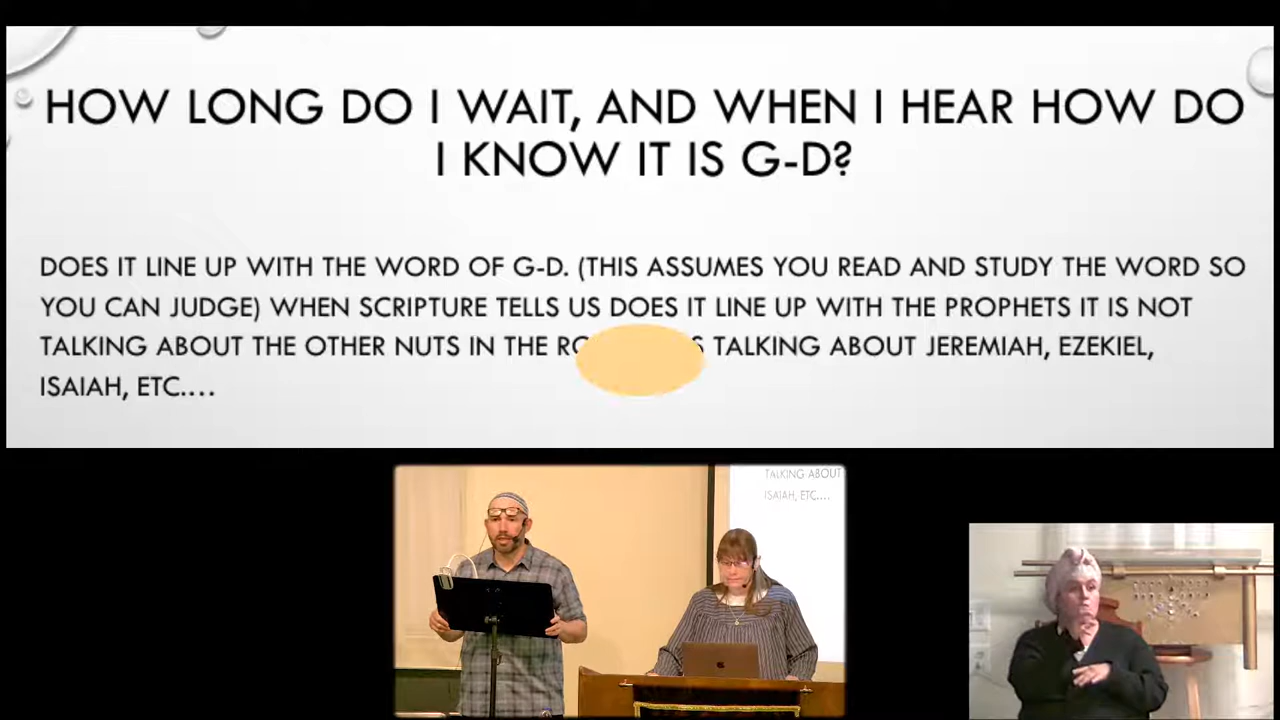 HOW LONG DO I WAIT, AND WHEN I HEAR HOW DO
I KNOW IT IS G-D?
DOES IT LINE UP WITH THE WORD OF G-D. (THIS ASSUMES YOU READ AND STUDY THE WORD SO
YOU CAN JUDGE) WHEN SCRIPTURE TELLS US DOES IT LINE UP WITH THE PROPHETS IT IS NOT
TALKING ABOUT THE OTHER NUTS IN THE TALKING ABOUT JEREMIAH, EZEKIEL,
ISAIAH, ETC.…
TALKING ABOUT
ISAIAH, ETC.…